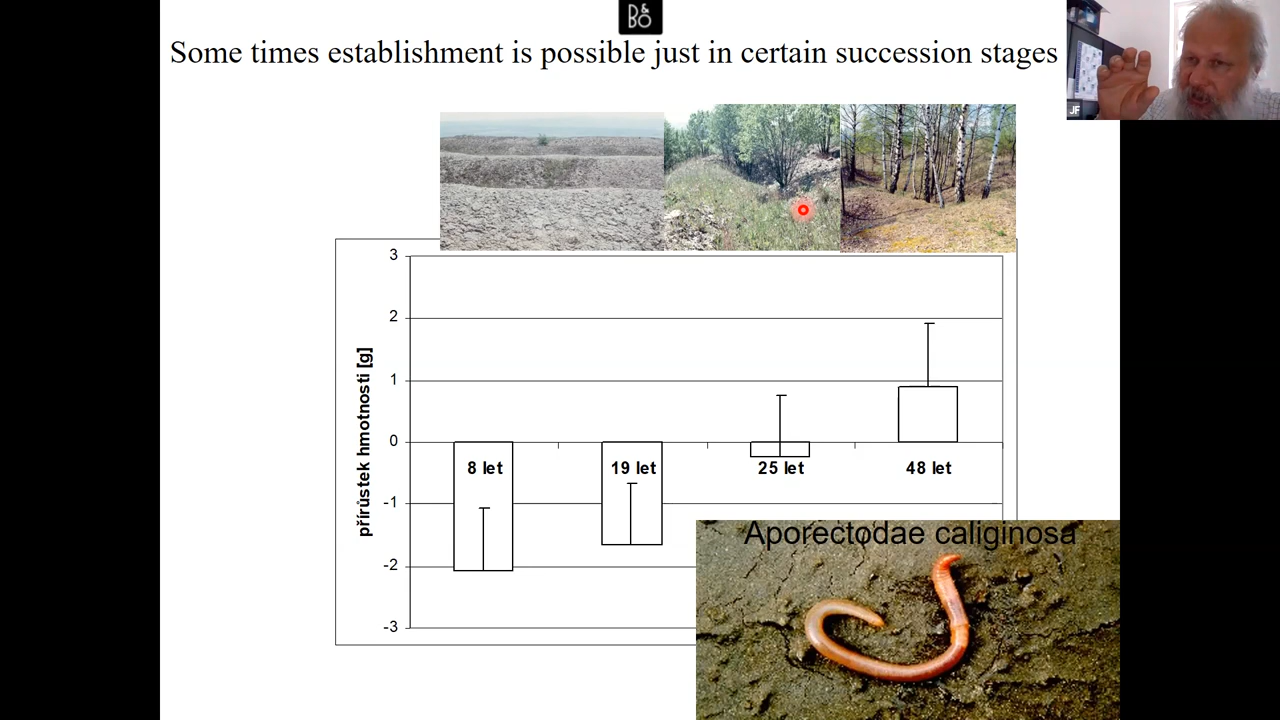 B&O
Some times establishment is possible just in certain succession stages
JF
3
2
1
0
-1
-2
-3
přírůstek hmotnosti [g]
8 let
19 let
25 let
48 let
Aporectodae caliginosa